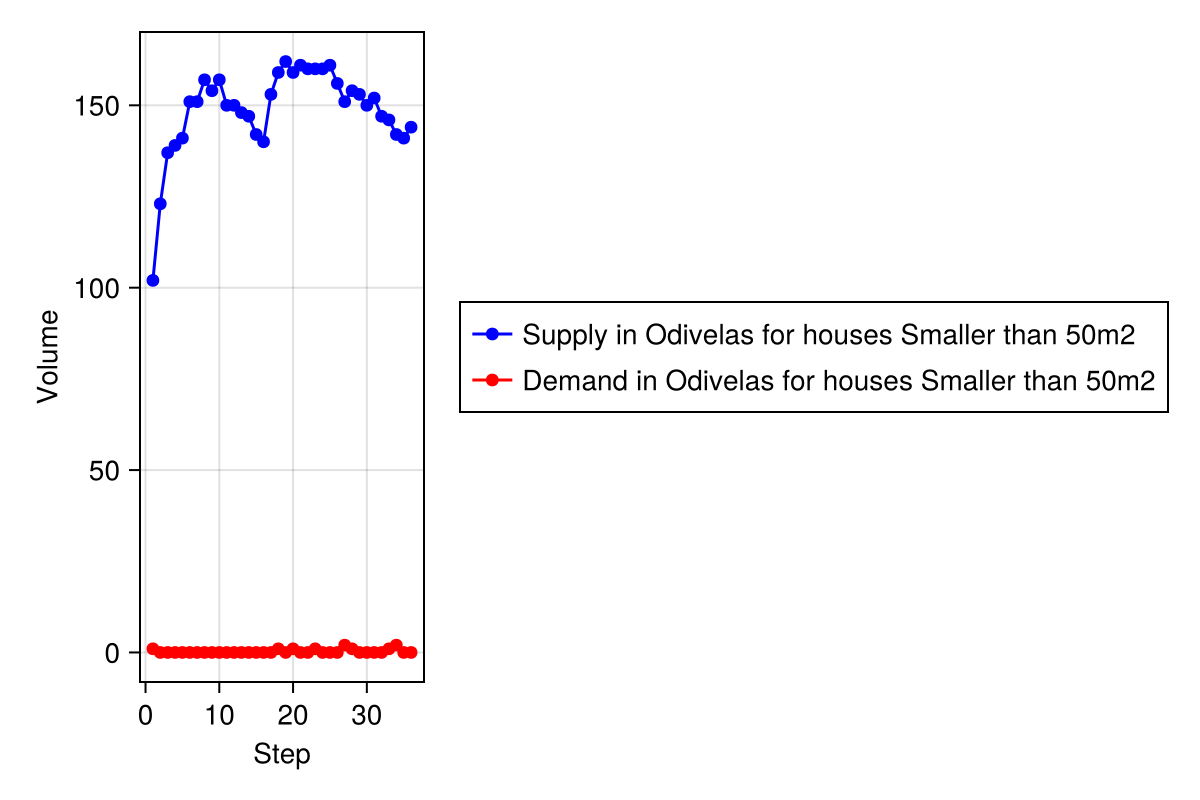 150
100
50
0
Volume
0 10 20 30
Step
Supply in Odivelas for houses Smaller than 50m2
Demand in Odivelas for houses Smaller than 50m2